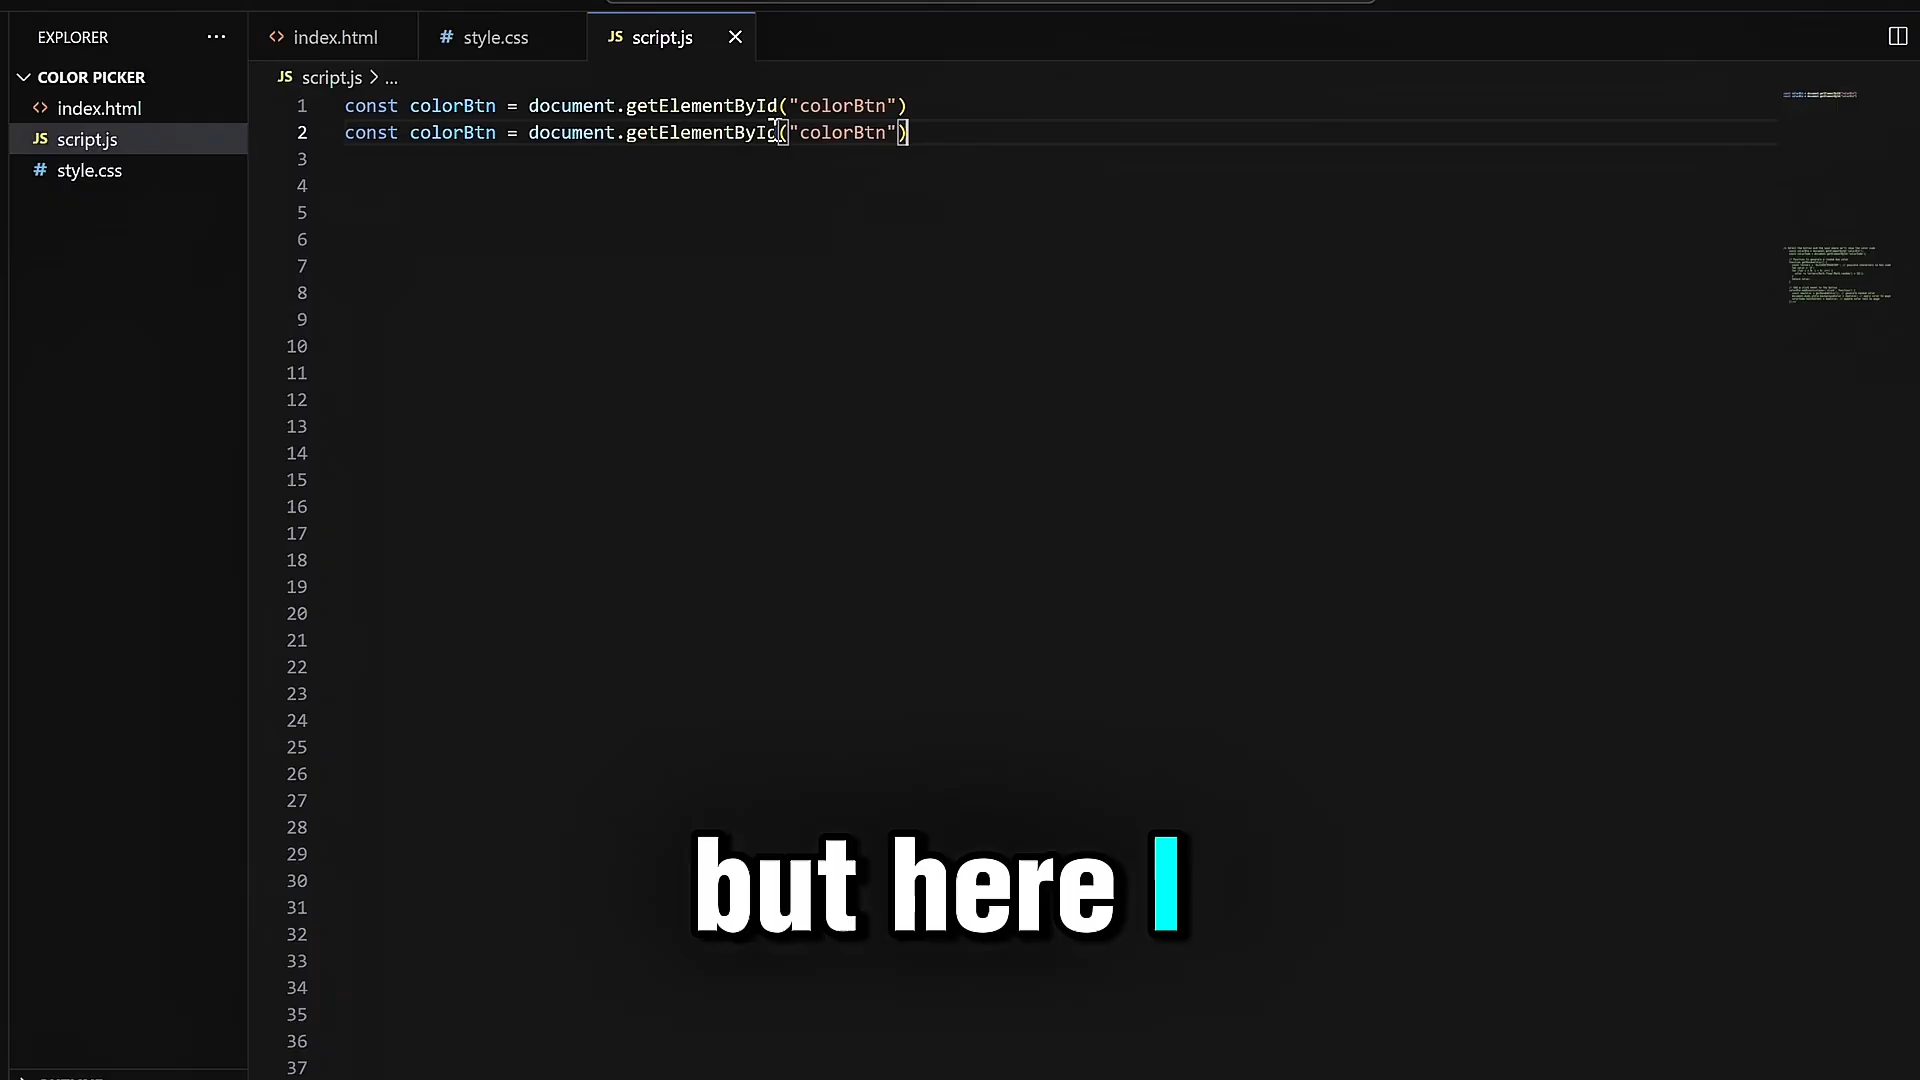 EXPLORER
COLOR PICKER
index.html
JS script.js
# style.css
index.html
# style.css
JS script.js
JS script.js > ...
1 const colorBtn = document.getElementById("colorBtn")
2 const colorBtn = document.getElementById("colorBtn")
3
4
5
6
7
8
9
10
11
12
13
14
15
16
17
18
19
20
21
22
23
24
25
26
27
28
29
30
31
32
33
34
35
36
37
but here I